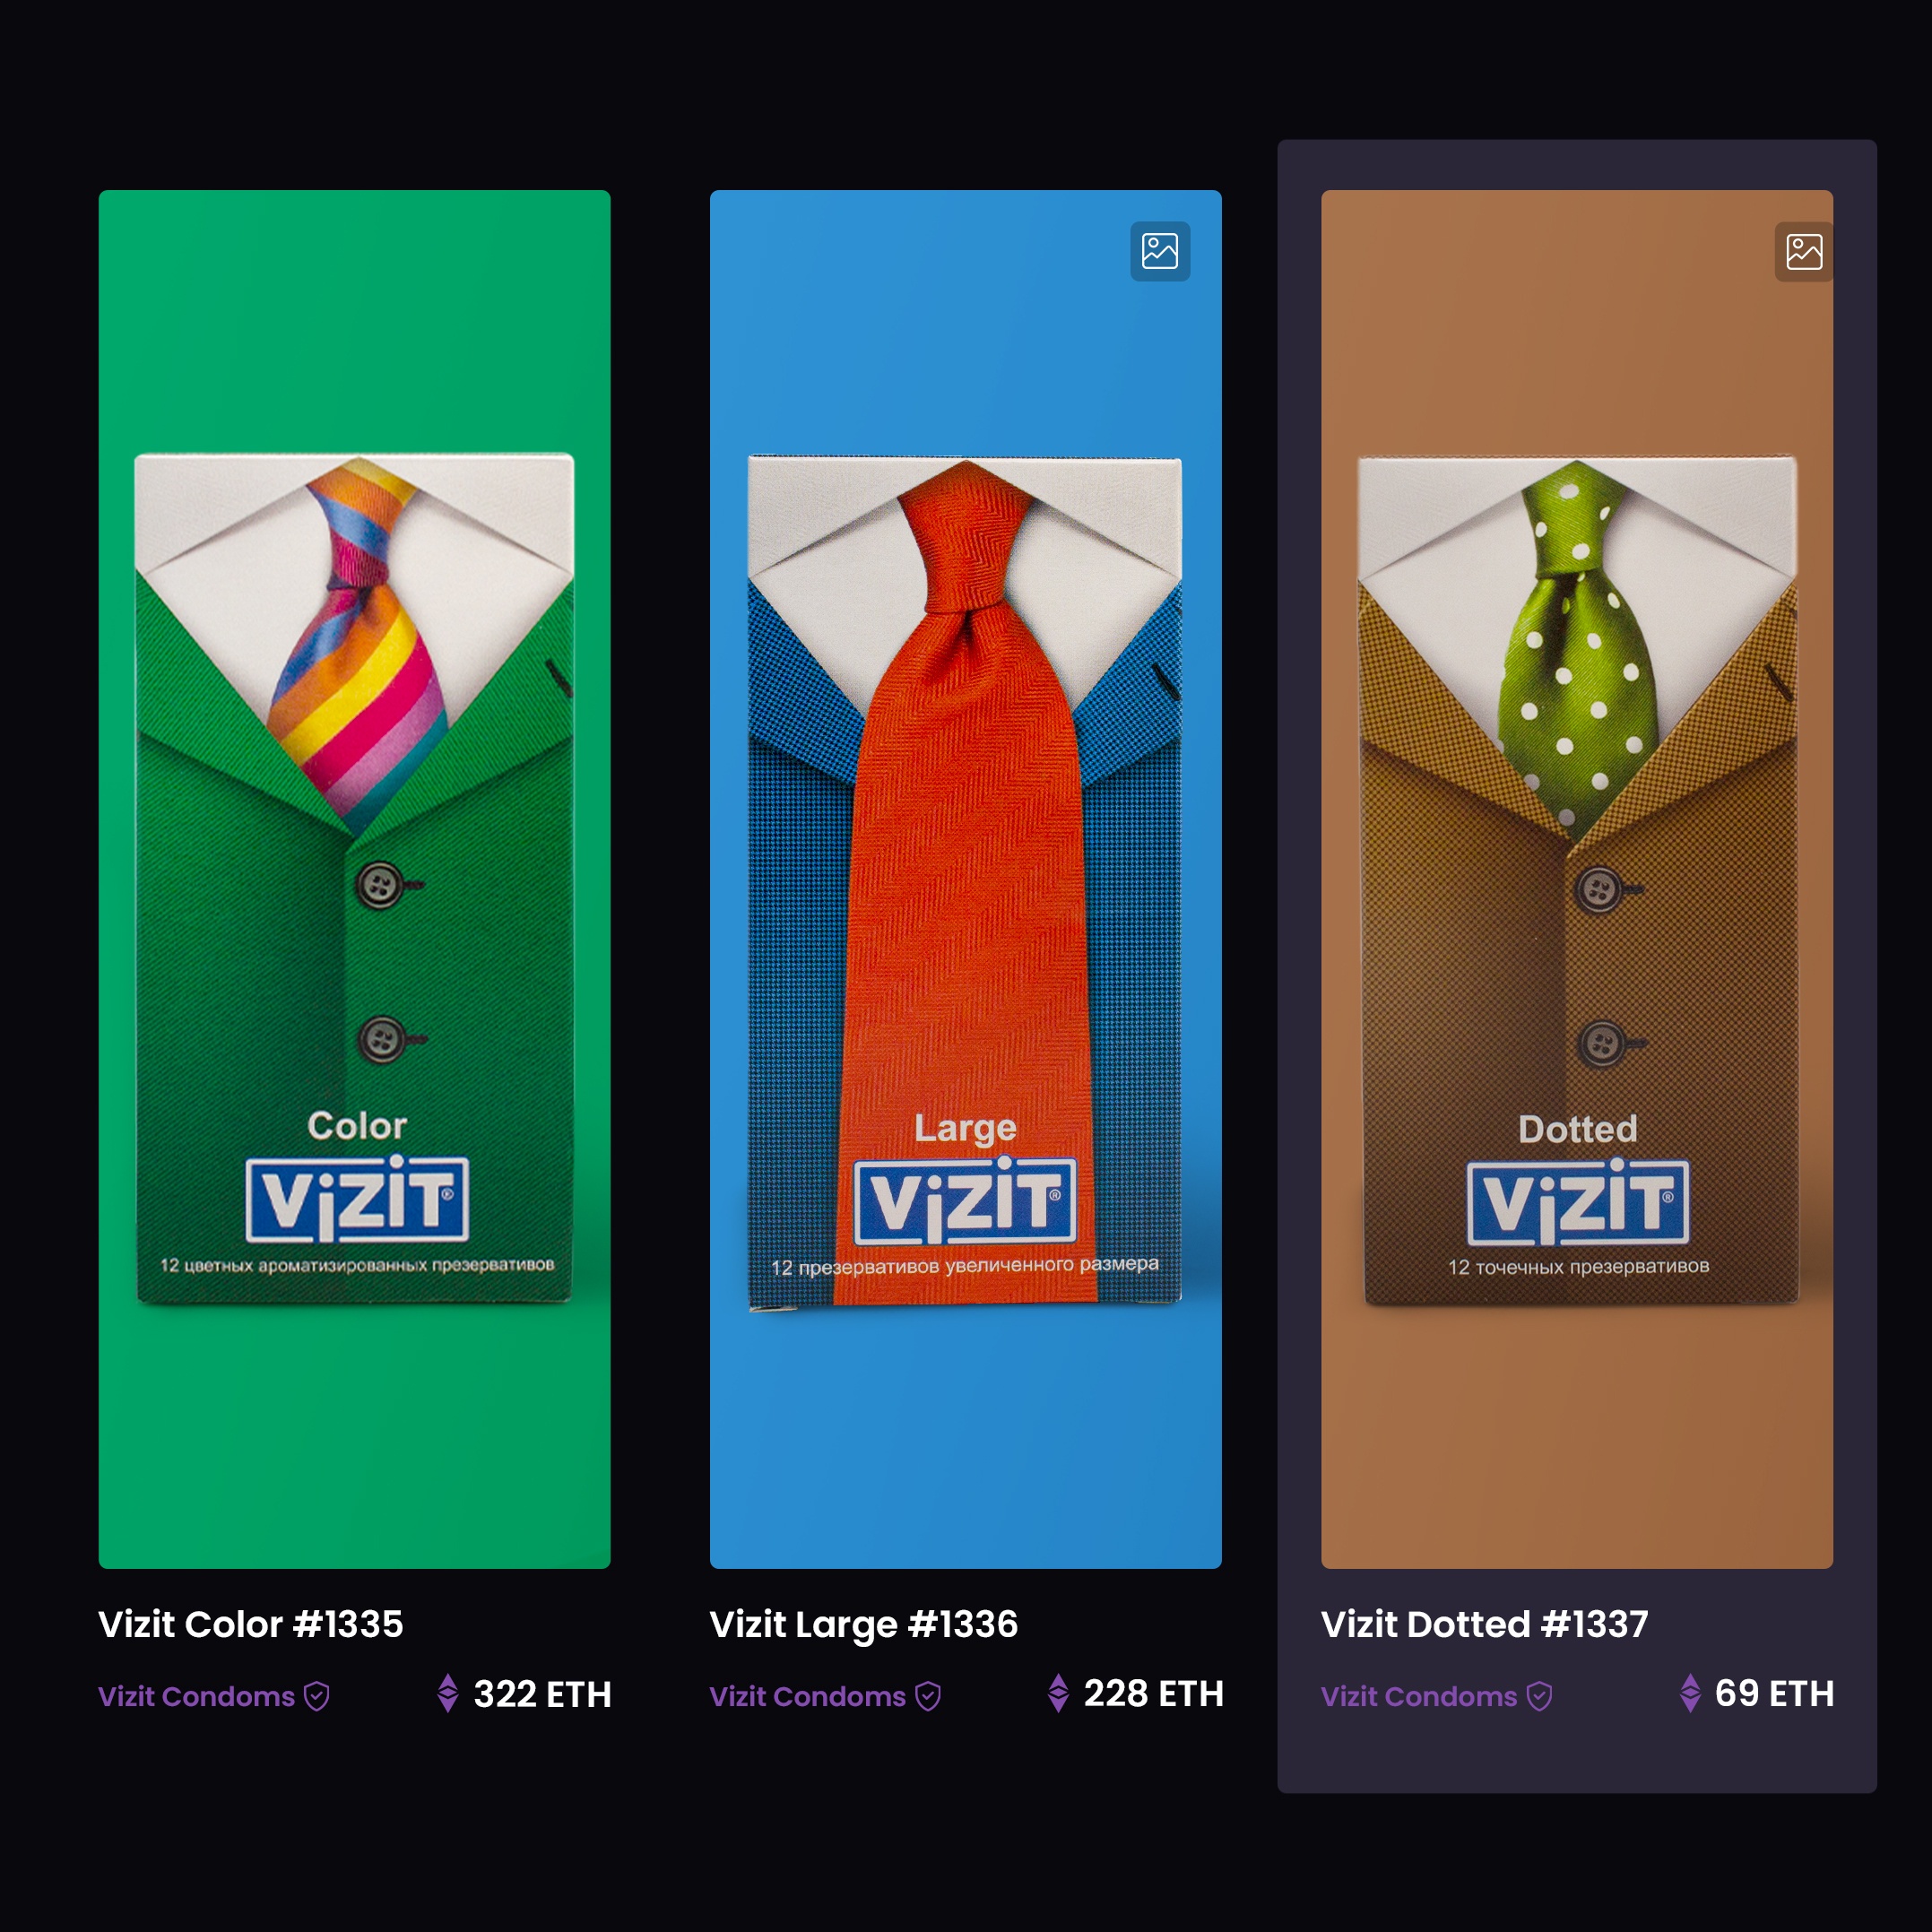 Color
ViZiT®
12 цветных ароматизированных презервативов
Vizit Color #1335
Vizit Condoms
322 ETH
Large
ViZiT®
12 презервативов увеличенного размера
Vizit Large #1336
Vizit Condoms
228 ETH
Dotted
ViZiT®
12 точечных презервативов
Vizit Dotted #1337
Vizit Condoms
69 ETH